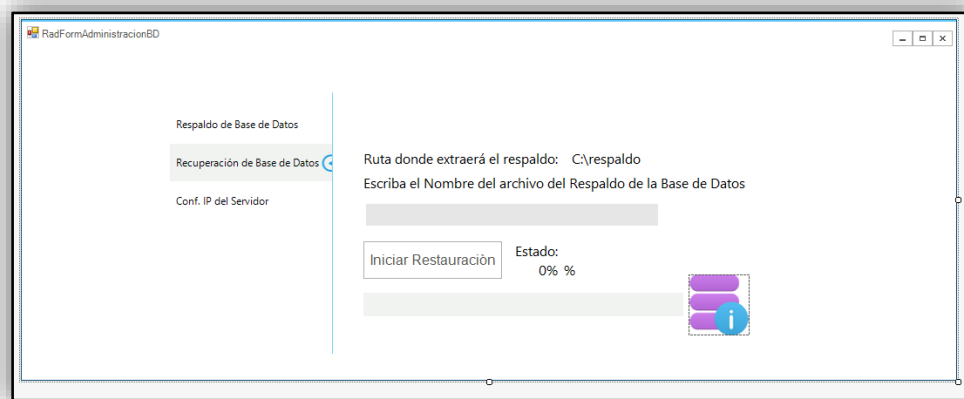 RadFormAdministracionBD
Respaldo de Base de Datos
Recuperación de Base de Datos
Conf. IP del Servidor
Ruta donde extraerá el respaldo: C:\respaldo
Escriba el Nombre del archivo del Respaldo de la Base de Datos
Iniciar Restauraciòn
Estado:
0% %
i